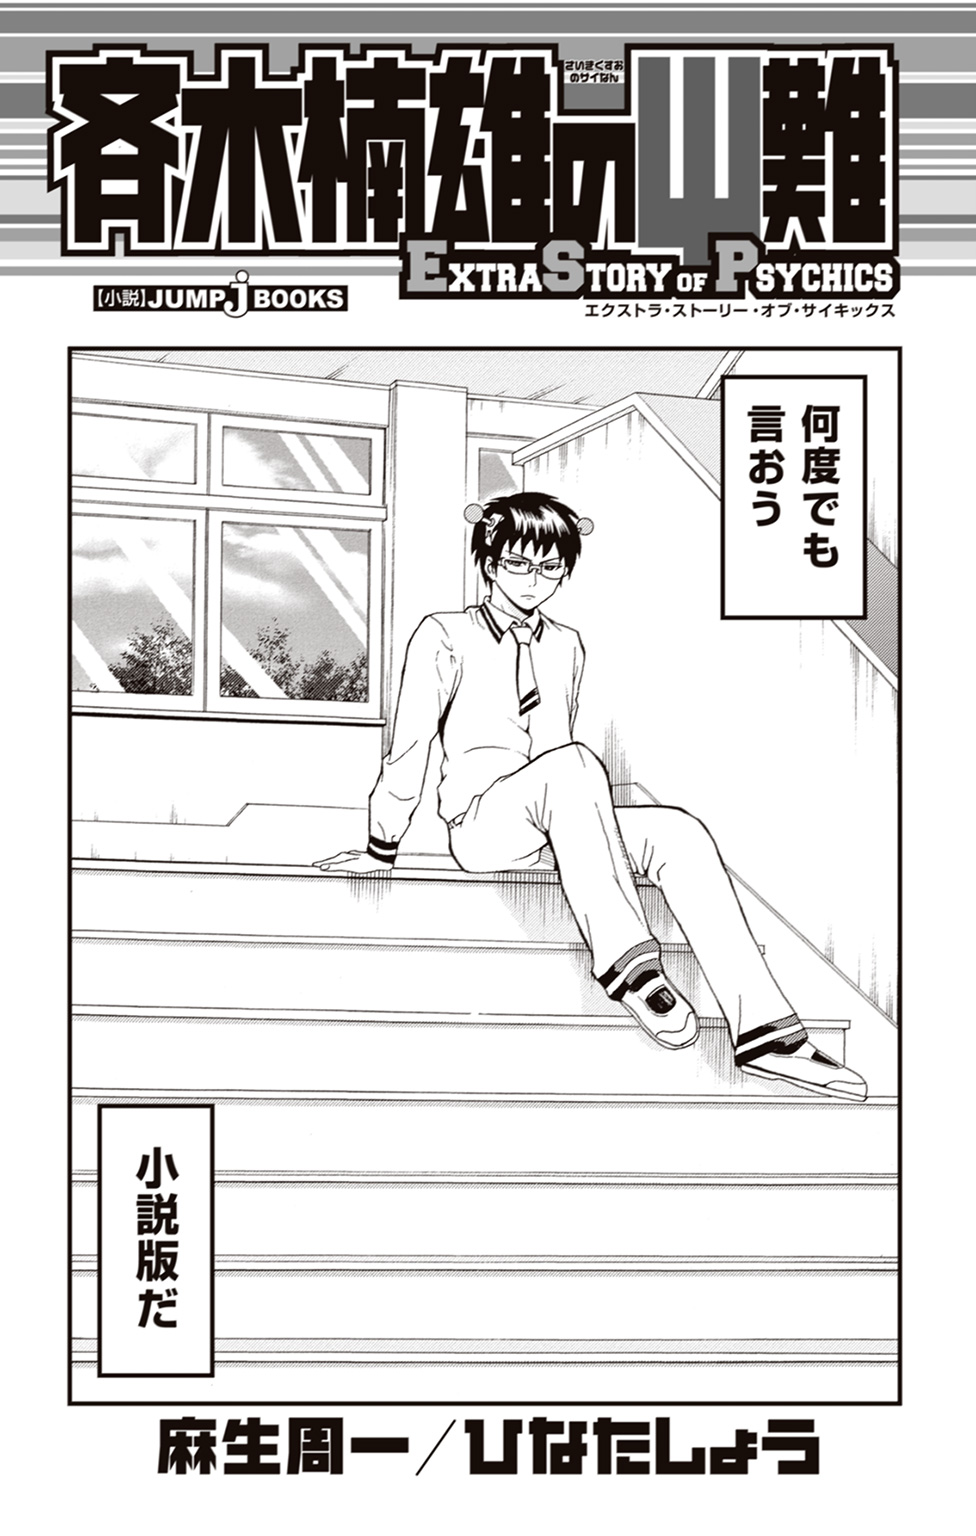 斉木楠雄のΨ難
さいきくすお
のサイなん
EXTRA STORY OF PSYCHICS
エクストラ・ストーリー・オブ・サイキックス
【小説】JUMP j BOOKS
何度でも
言おう
小説版だ
麻生周一/ひなたしょう